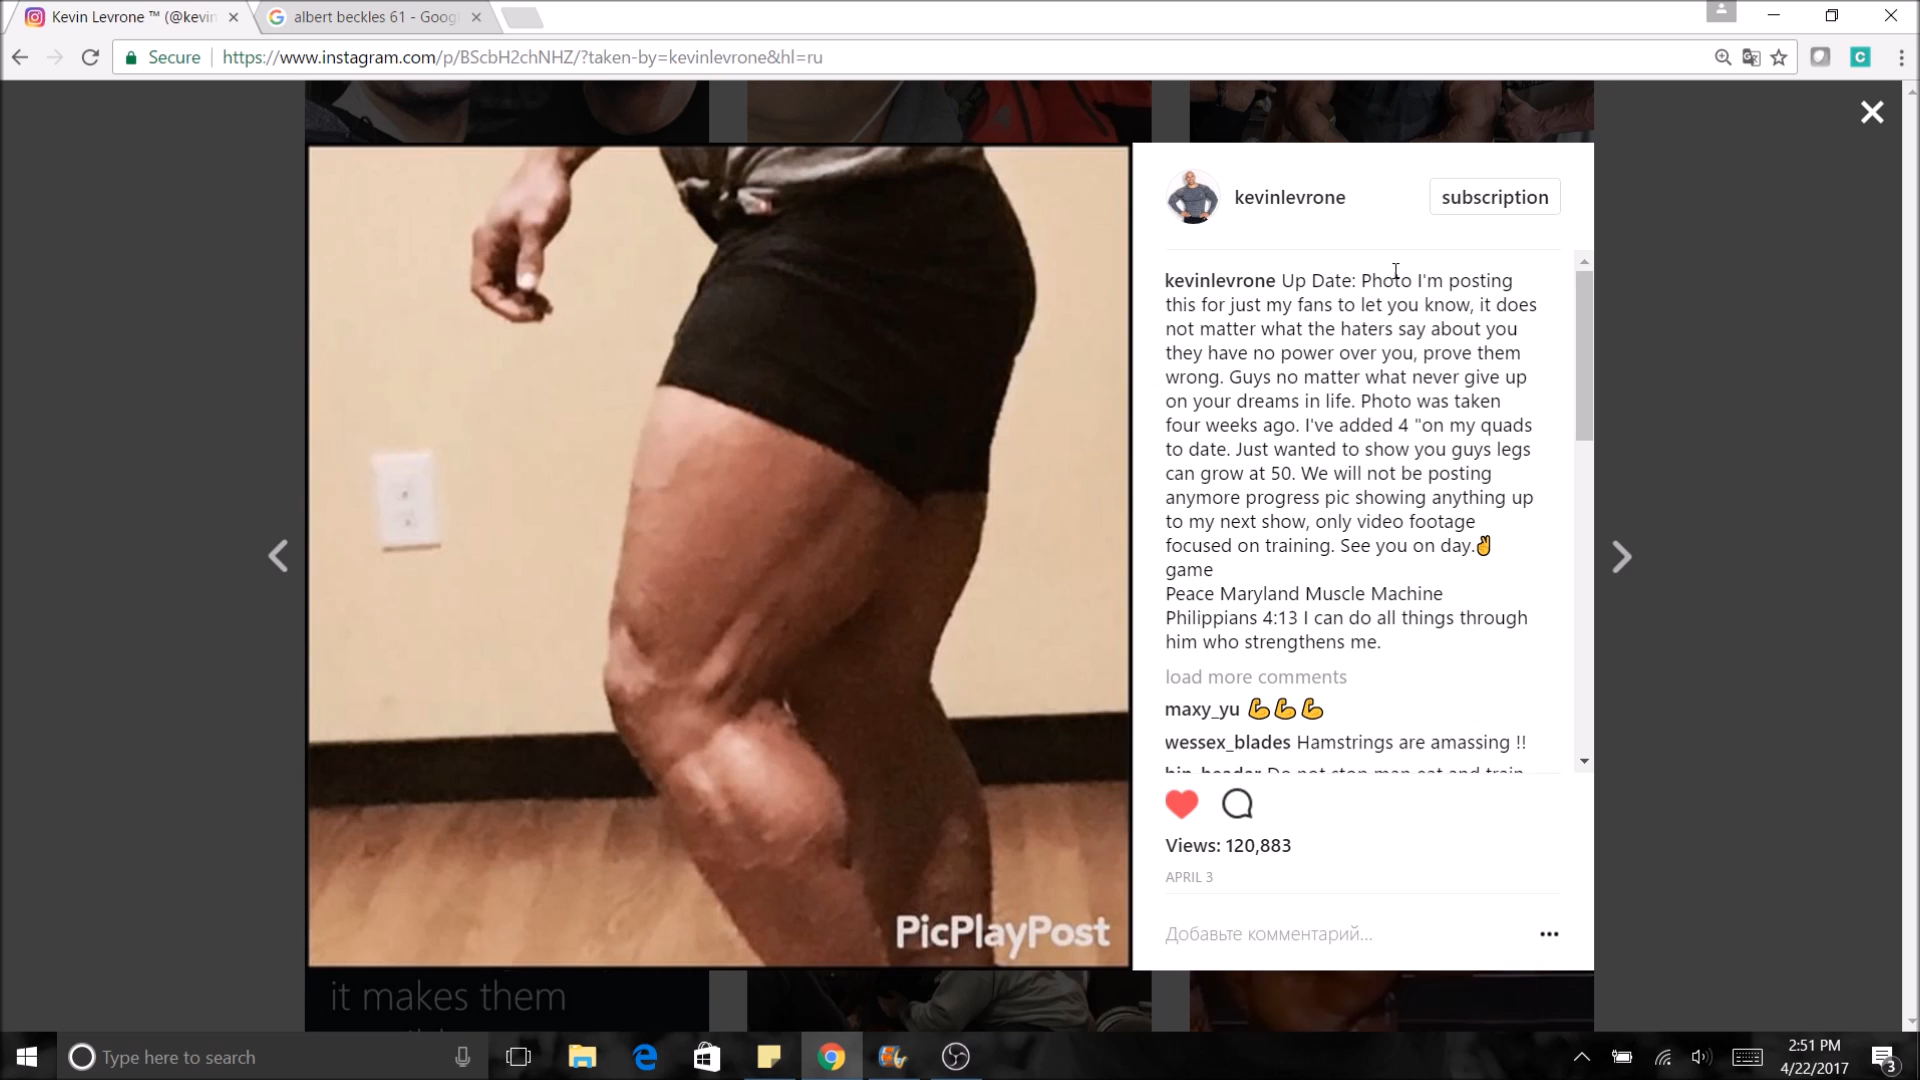 Kevin Levrone ™ (@kevin
albert beckles 61 - Goog
Secure
https://www.instagram.com/p/BScbH2chNHZ/?taken-by=kevinlevrone&hl=ru
kevinlevrone
subscription
kevinlevrone Up Date: Photo I'm posting
this for just my fans to let you know, it does
not matter what the haters say about you
they have no power over you, prove them
wrong. Guys no matter what never give up
on your dreams in life. Photo was taken
four weeks ago. I've added 4 "on my quads
to date. Just wanted to show you guys legs
can grow at 50. We will not be posting
anymore progress pic showing anything up
to my next show, only video footage
focused on training. See you on day.✌
game
Peace Maryland Muscle Machine
Philippians 4:13 I can do all things through
him who strengthens me.
load more comments
maxy_yu 💪💪💪
wessex_blades Hamstrings are amassing !!
Views: 120,883
APRIL 3
Добавьте комментарий...
PicPlayPost
it makes them
Type here to search
2:51 PM
4/22/2017
3